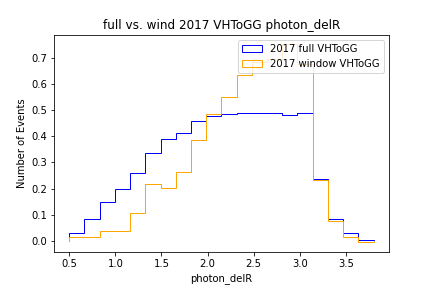 full vs. wind 2017 VHToGG photon_delR
2017 full VHToGG
2017 window VHToGG
Number of Events
0.7
0.6
0.5
0.4
0.3
0.2
0.1
0.0
0.5 1.0 1.5 2.0 2.5 3.0 3.5
photon_delR